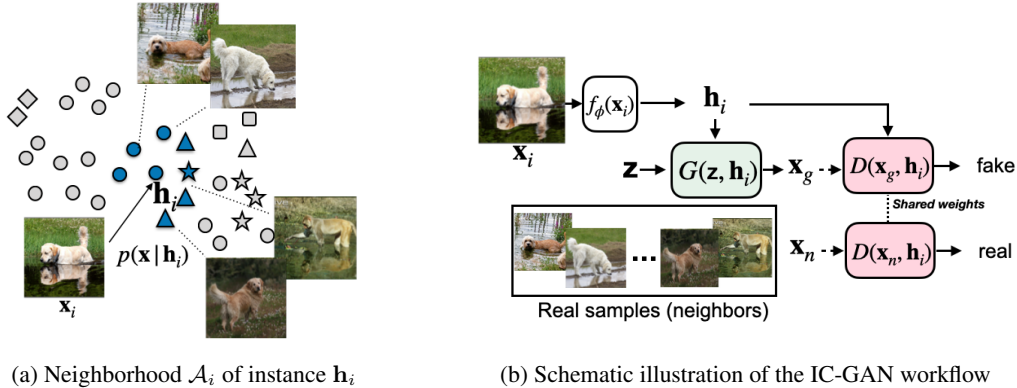 h_i
p(x | h_i)
x_i
(a) Neighborhood A_i of instance h_i
x_i
f_ϕ(x_i)
h_i
z
G(z, h_i)
x_g
D(x_g, h_i)
fake
Shared weights
...
x_n
D(x_n, h_i)
real
Real samples (neighbors)
(b) Schematic illustration of the IC-GAN workflow